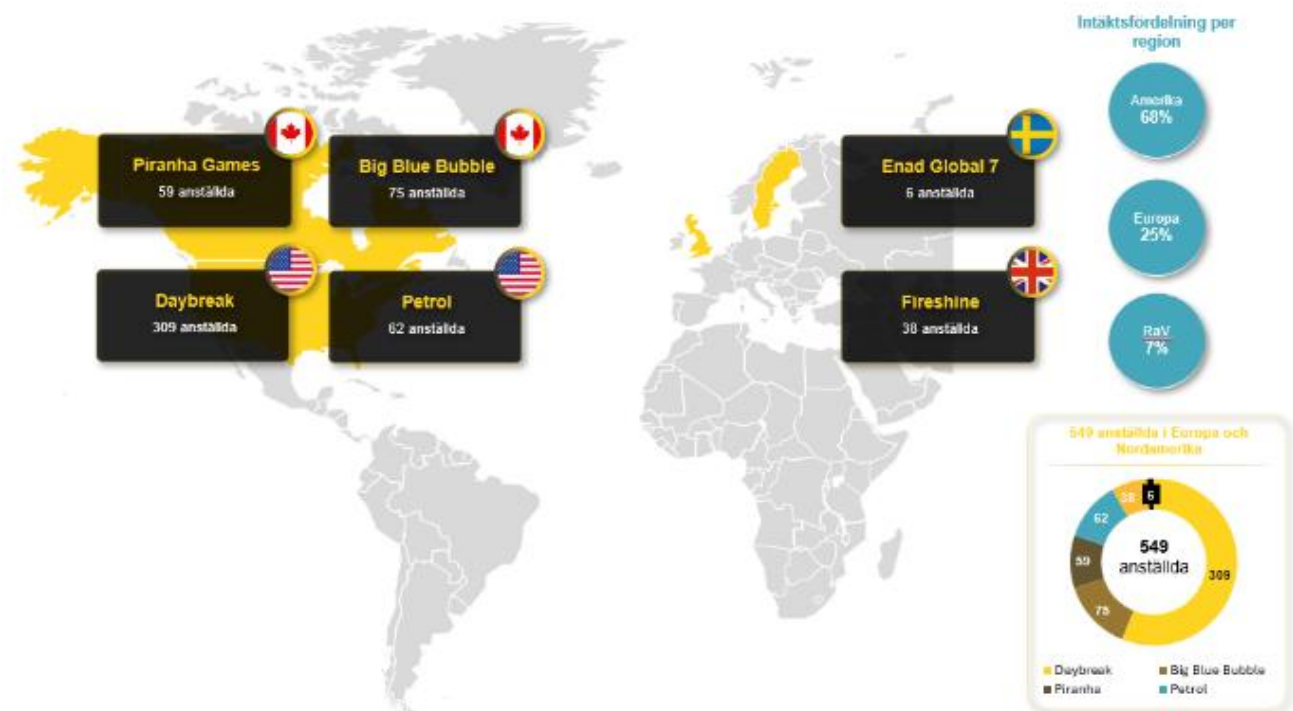 Intäktsfördelning per
region
Amerika
68%
Europa
25%
RaV
7%
Piranha Games
59 anställda
Big Blue Bubble
75 anställda
Enad Global 7
6 anställda
Daybreak
309 anställda
Petrol
62 anställda
Fireshine
38 anställda
549 anställda i Europa och
Nordamerika
38
6
62
59
75
309
549
anställda
Daybreak
Big Blue Bubble
Piranha
Petrol